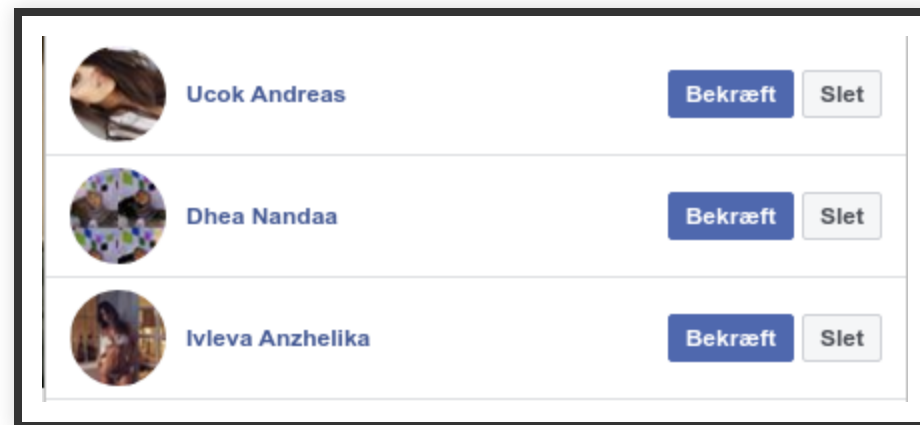 Ucok Andreas Bekræft Slet
Dhea Nandaa Bekræft Slet
Ivleva Anzhelika Bekræft Slet